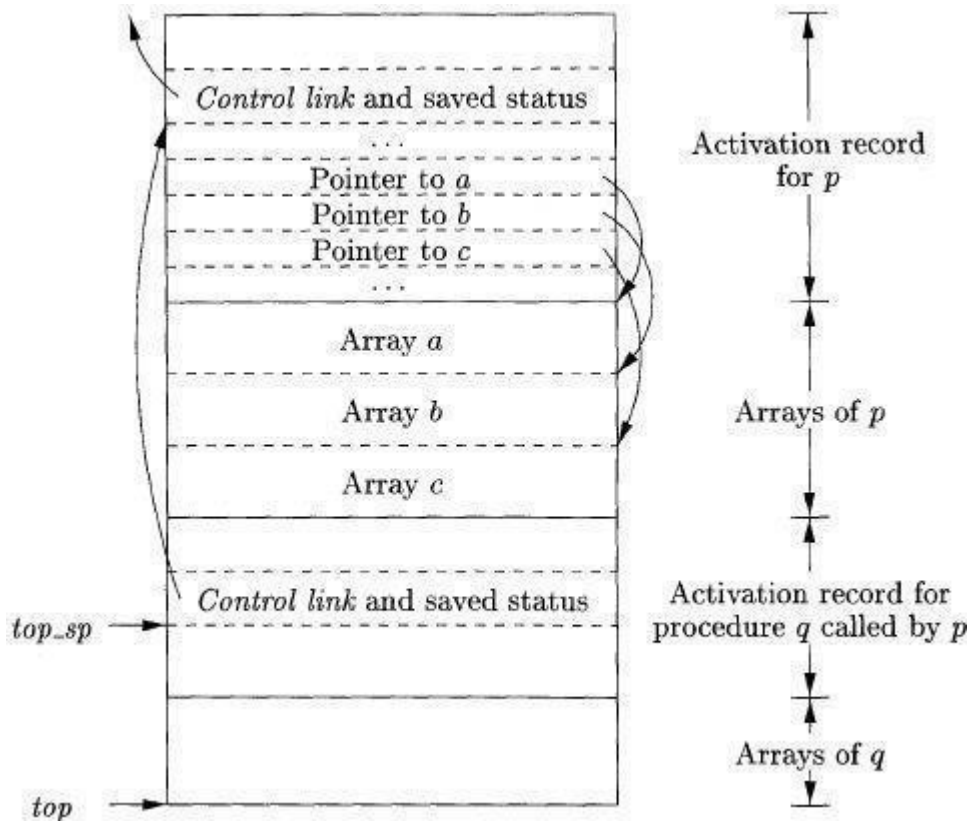 Control link and saved status
...
Pointer to a
Pointer to b
Pointer to c
...
Array a
Array b
Array c
Control link and saved status
top_sp
top
Activation record
for p
Arrays of p
Activation record for
procedure q called by p
Arrays of q